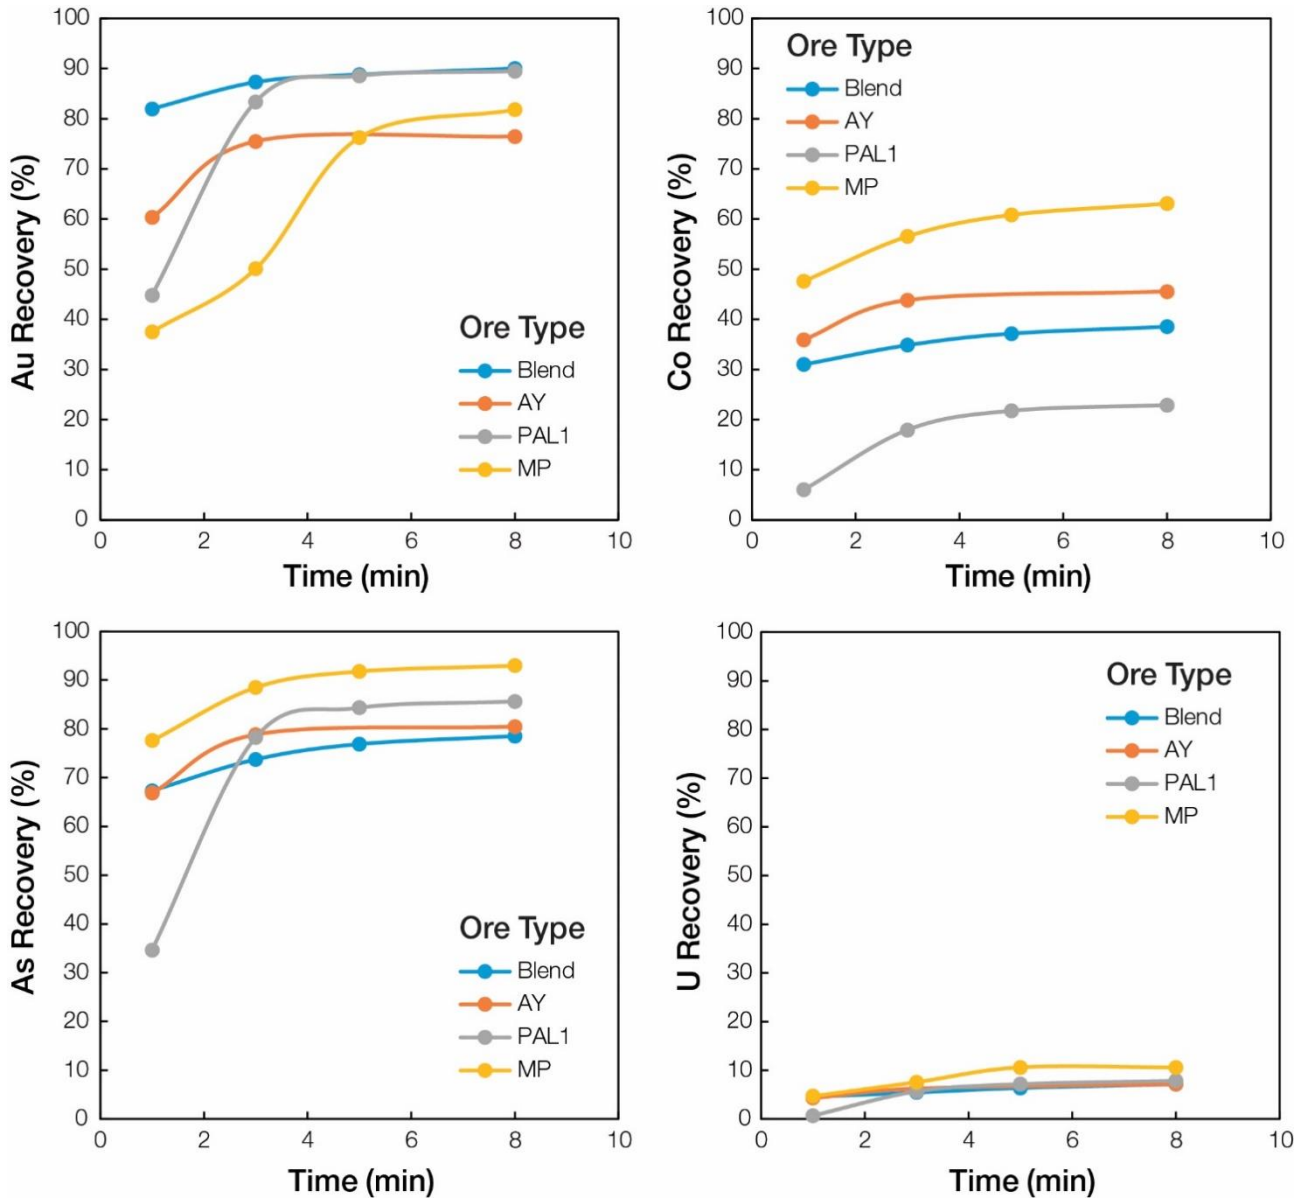 100
90
80
70
60
50
40
30
20
10
0
Au Recovery (%)
Ore Type
Blend
AY
PAL1
MP
0 2 4 6 8 10
Time (min)
100
90
80
70
60
50
40
30
20
10
0
Co Recovery (%)
Ore Type
Blend
AY
PAL1
MP
0 2 4 6 8 10
Time (min)
100
90
80
70
60
50
40
30
20
10
0
As Recovery (%)
Ore Type
Blend
AY
PAL1
MP
0 2 4 6 8 10
Time (min)
100
90
80
70
60
50
40
30
20
10
0
U Recovery (%)
Ore Type
Blend
AY
PAL1
MP
0 2 4 6 8 10
Time (min)